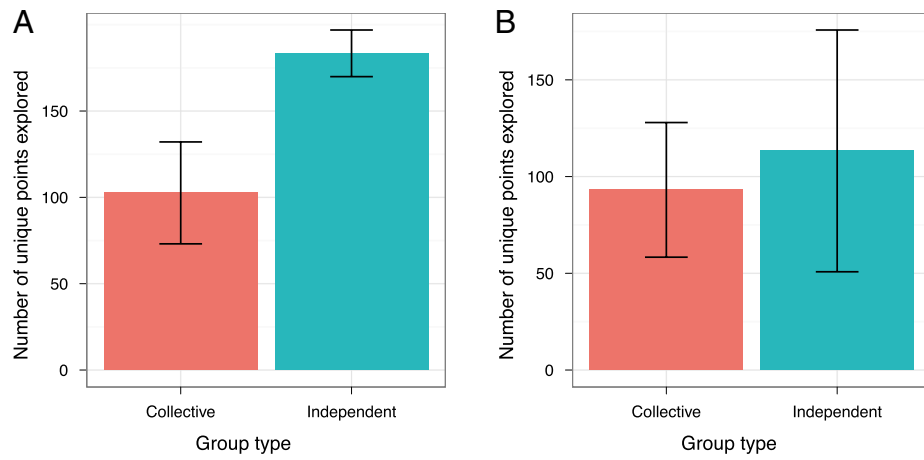 A
Number of unique points explored
150
100
50
0
Collective
Independent
Group type
B
Number of unique points explored
150
100
50
0
Collective
Independent
Group type